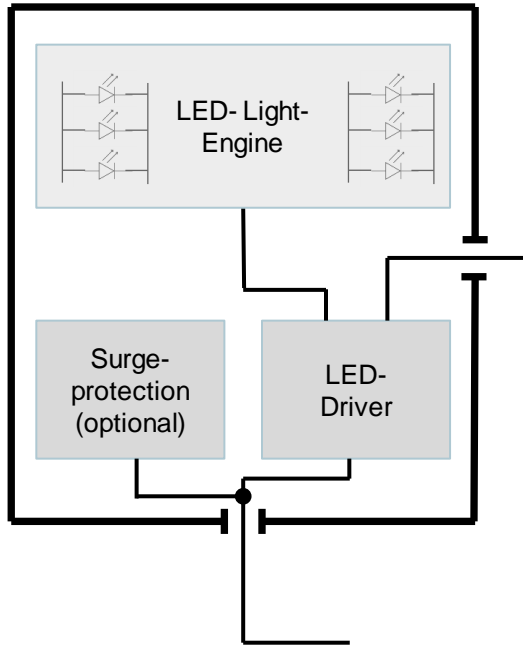 LED- Light-
Engine
Surge-
protection
(optional)
LED-
Driver